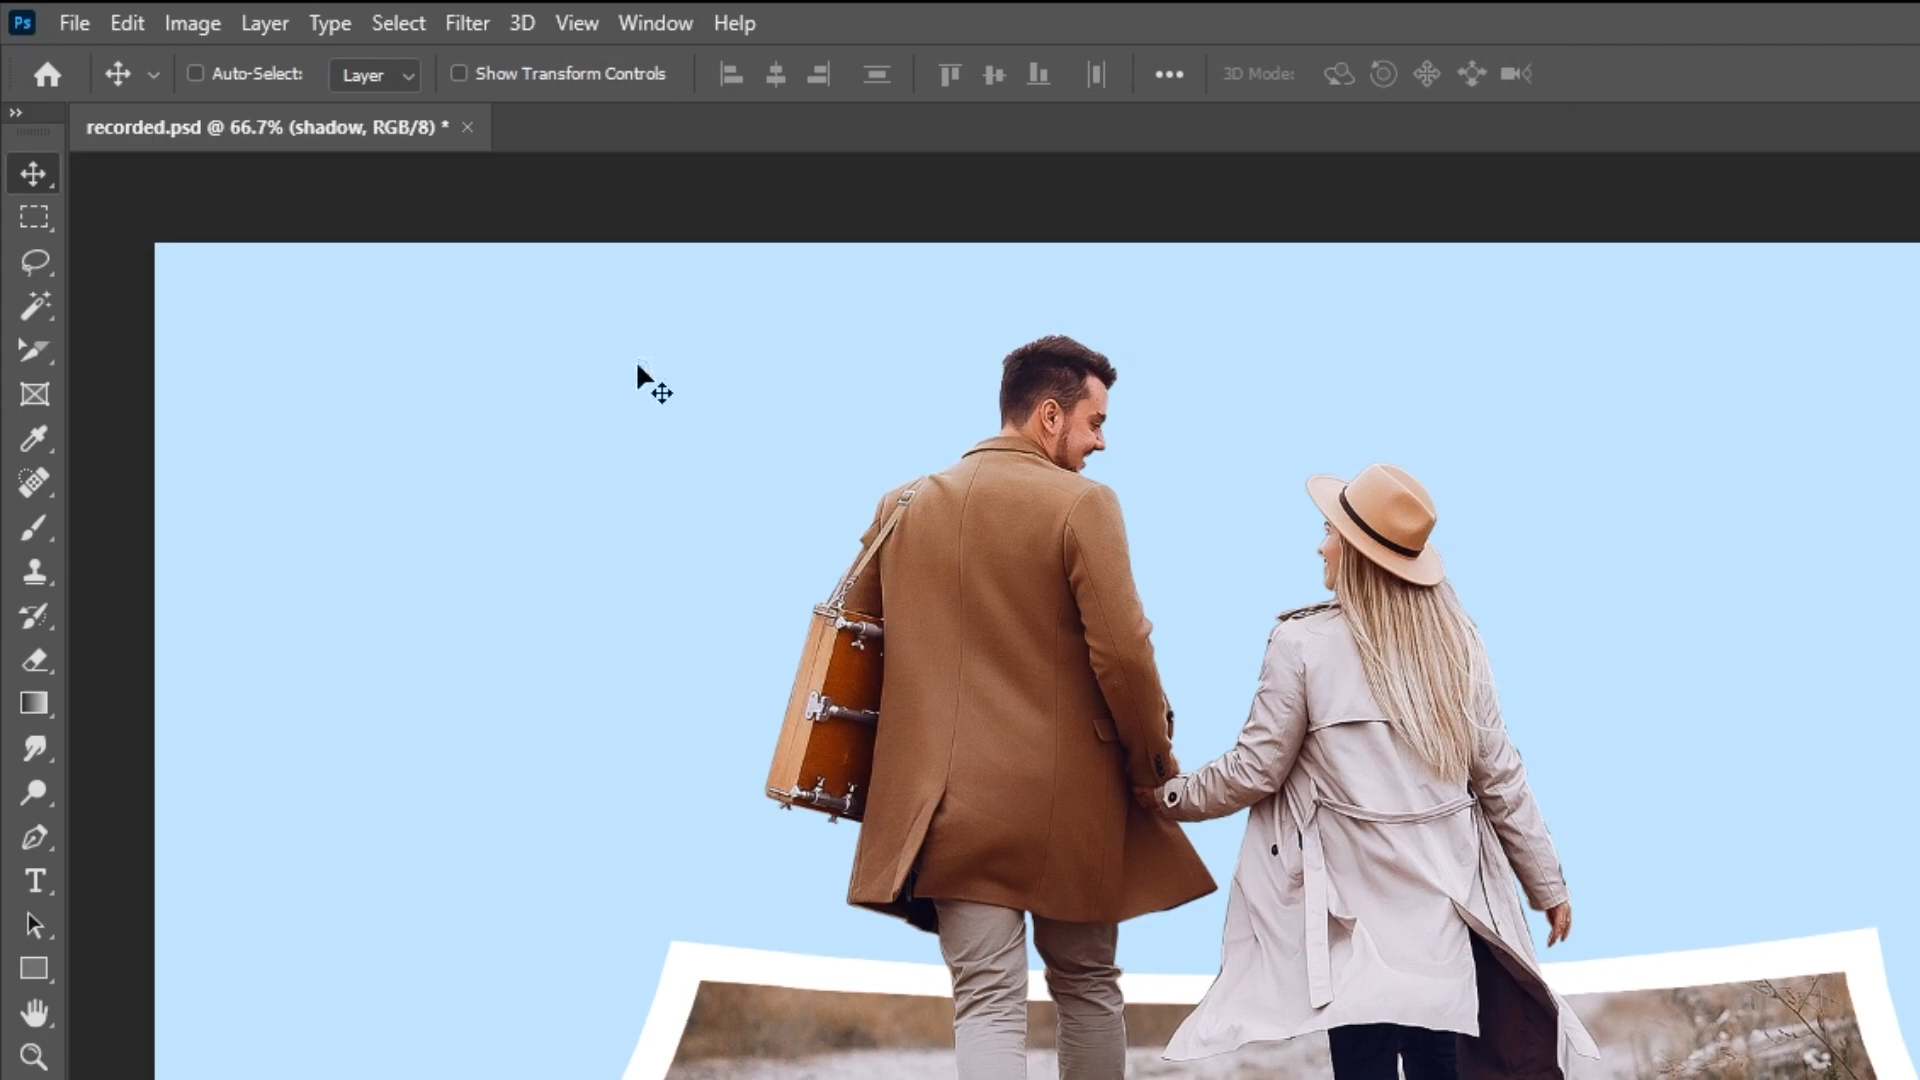 Ps File Edit Image Layer Type Select Filter 3D View Window Help
Auto-Select: Layer Show Transform Controls 3D Mode:
recorded.psd @ 66.7% (shadow, RGB/8) *